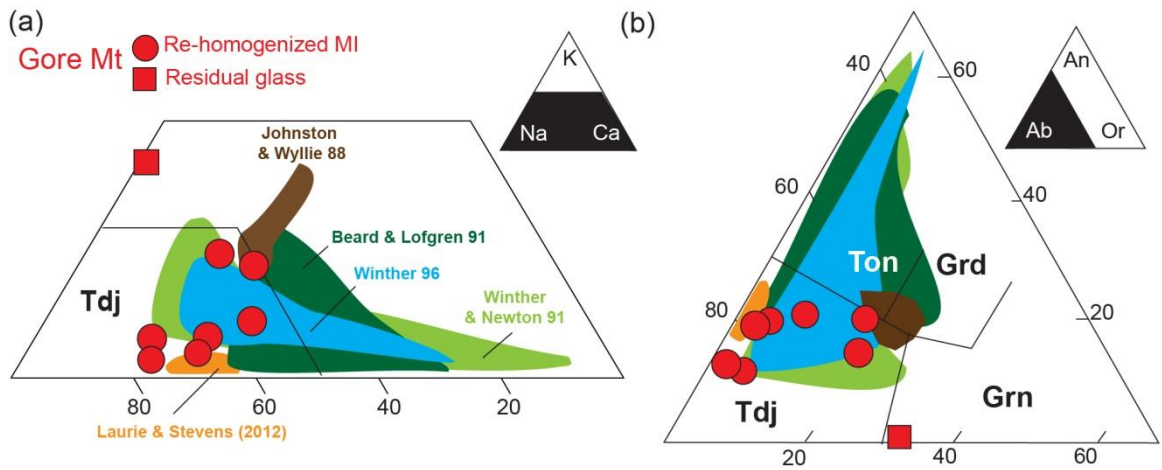 (a)
Gore Mt
Re-homogenized MI
Residual glass
K
Na
Ca
Johnston
& Wyllie 88
Beard & Lofgren 91
Winther 96
Winther
& Newton 91
Tdj
80
60
40
20
Laurie & Stevens (2012)
(b)
An
Ab
Or
40
60
60
40
80
20
Ton
Grd
Tdj
Grn
20
40
60